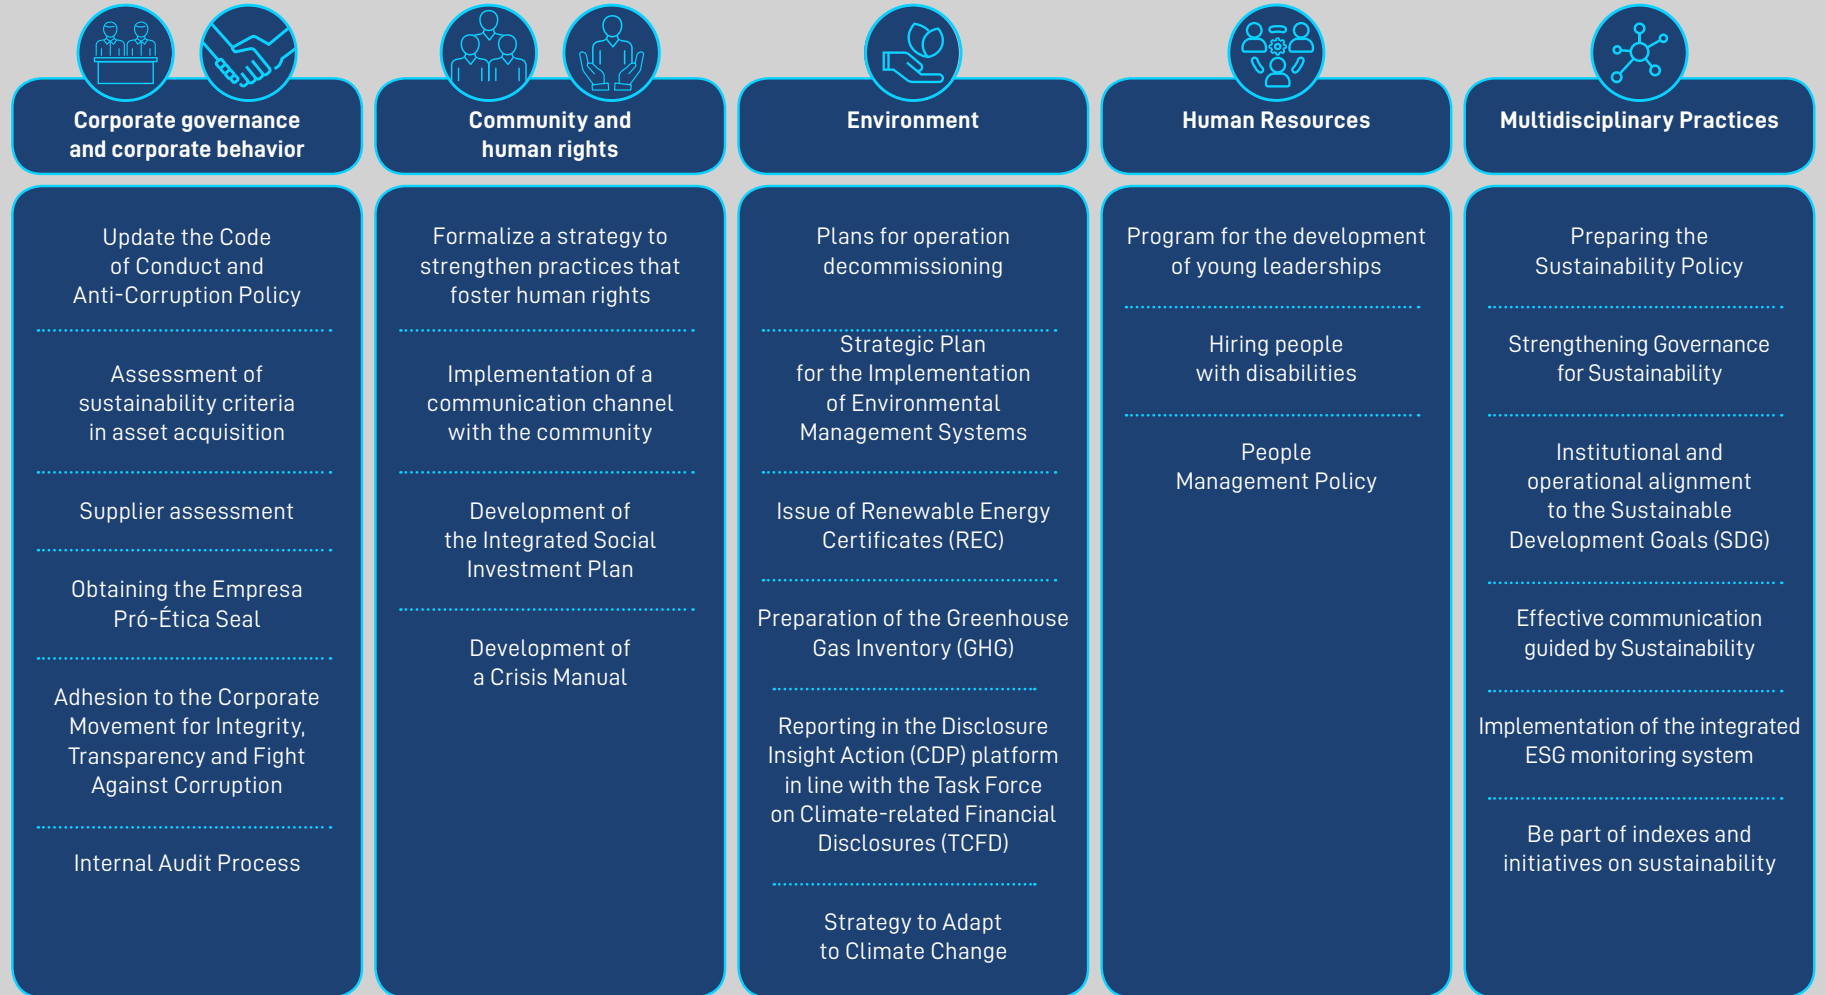 Corporate governance
and corporate behavior
Update the Code
of Conduct and
Anti-Corruption Policy
Assessment of
sustainability criteria
in asset acquisition
Supplier assessment
Obtaining the Empresa
Pró-Ética Seal
Adhesion to the Corporate
Movement for Integrity,
Transparency and Fight
Against Corruption
Internal Audit Process
Community and
human rights
Formalize a strategy to
strengthen practices that
foster human rights
Implementation of a
communication channel
with the community
Development of
the Integrated Social
Investment Plan
Development of
a Crisis Manual
Environment
Plans for operation
decommissioning
Strategic Plan
for the Implementation
of Environmental
Management Systems
Issue of Renewable Energy
Certificates (REC)
Preparation of the Greenhouse
Gas Inventory (GHG)
Reporting in the Disclosure
Insight Action (CDP) platform
in line with the Task Force
on Climate-related Financial
Disclosures (TCFD)
Strategy to Adapt
to Climate Change
Human Resources
Program for the development
of young leaderships
Hiring people
with disabilities
People
Management Policy
Multidisciplinary Practices
Preparing the
Sustainability Policy
Strengthening Governance
for Sustainability
Institutional and
operational alignment
to the Sustainable
Development Goals (SDG)
Effective communication
guided by Sustainability
Implementation of the integrated
ESG monitoring system
Be part of indexes and
initiatives on sustainability